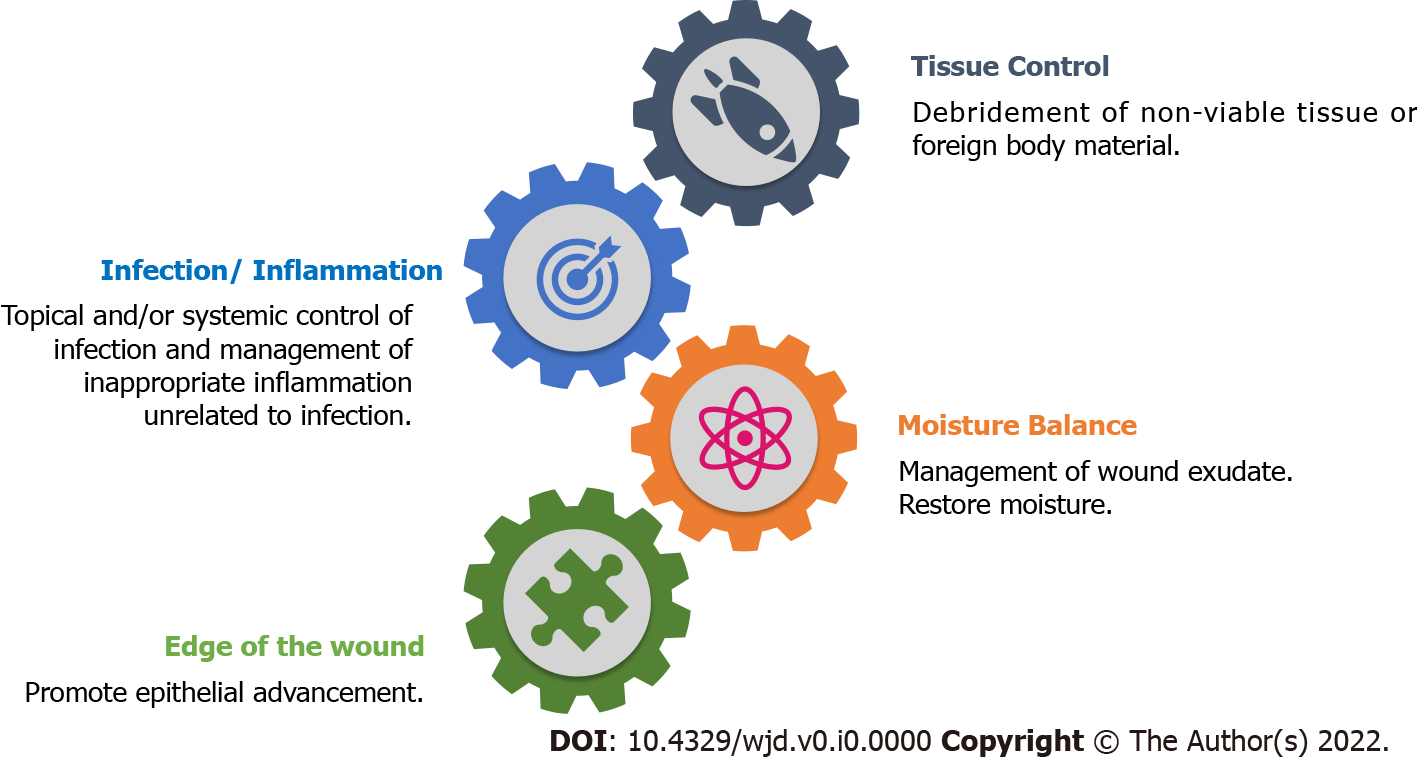 Tissue Control
Debridement of non-viable tissue or
foreign body material.
Infection/ Inflammation
Topical and/or systemic control of
infection and management of
inappropriate inflammation
unrelated to infection.
Moisture Balance
Management of wound exudate.
Restore moisture.
Edge of the wound
Promote epithelial advancement.
DOI: 10.4329/wjd.v0.i0.0000 Copyright © The Author(s) 2022.